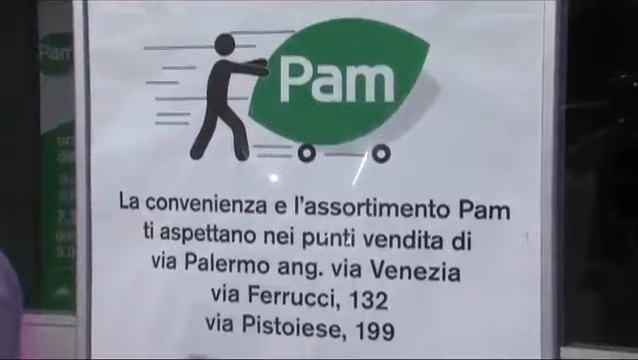 Pam
Pam
La convenienza e l'assortimento Pam
ti aspettano nei punti vendita di
via Palermo ang. via Venezia
via Ferrucci, 132
via Pistoiese, 199